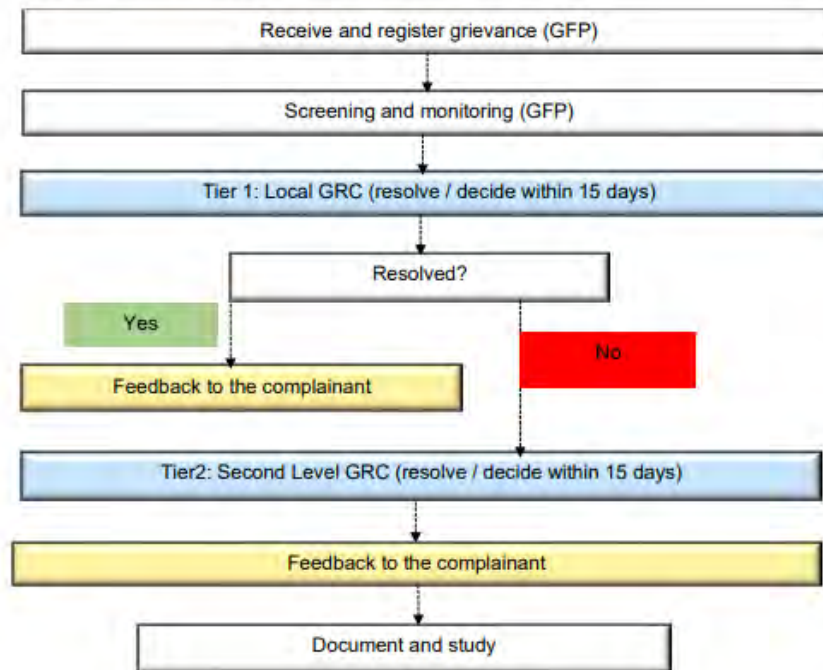 Receive and register grievance (GFP)
Screening and monitoring (GFP)
Tier 1: Local GRC (resolve / decide within 15 days)
Resolved?
Yes
No
Feedback to the complainant
Tier2: Second Level GRC (resolve / decide within 15 days)
Feedback to the complainant
Document and study